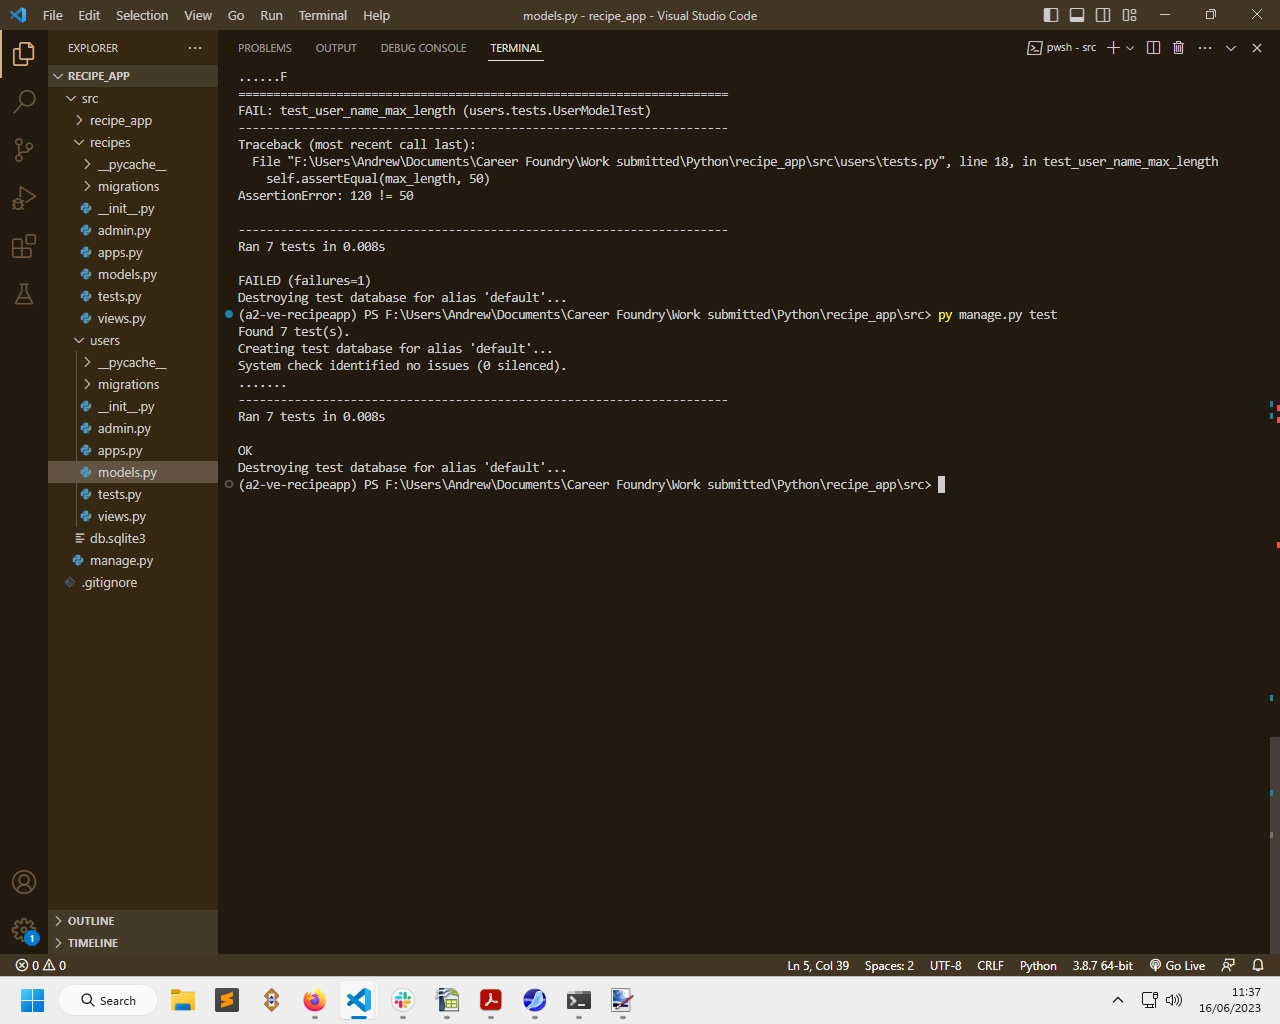 File Edit Selection View Go Run Terminal Help models.py - recipe_app - Visual Studio Code
EXPLORER
RECIPE_APP
src
recipe_app
recipes
__pycache__
migrations
__init__.py
admin.py
apps.py
models.py
tests.py
views.py
users
__pycache__
migrations
__init__.py
admin.py
apps.py
models.py
tests.py
views.py
db.sqlite3
manage.py
.gitignore
OUTLINE
TIMELINE
PROBLEMS OUTPUT DEBUG CONSOLE TERMINAL pwsh - src
......F
======================================================================
FAIL: test_user_name_max_length (users.tests.UserModelTest)
----------------------------------------------------------------------
Traceback (most recent call last):
File "F:\Users\Andrew\Documents\Career Foundry\Work submitted\Python\recipe_app\src\users\tests.py", line 18, in test_user_name_max_length
self.assertEqual(max_length, 50)
AssertionError: 120 != 50
----------------------------------------------------------------------
Ran 7 tests in 0.008s
FAILED (failures=1)
Destroying test database for alias 'default'...
(a2-ve-recipeapp) PS F:\Users\Andrew\Documents\Career Foundry\Work submitted\Python\recipe_app\src> py manage.py test
Found 7 test(s).
Creating test database for alias 'default'...
System check identified no issues (0 silenced).
.......
----------------------------------------------------------------------
Ran 7 tests in 0.008s
OK
Destroying test database for alias 'default'...
(a2-ve-recipeapp) PS F:\Users\Andrew\Documents\Career Foundry\Work submitted\Python\recipe_app\src>
1
0 0 Ln 5, Col 39 Spaces: 2 UTF-8 CRLF Python 3.8.7 64-bit Go Live
Search
11:37
16/06/2023